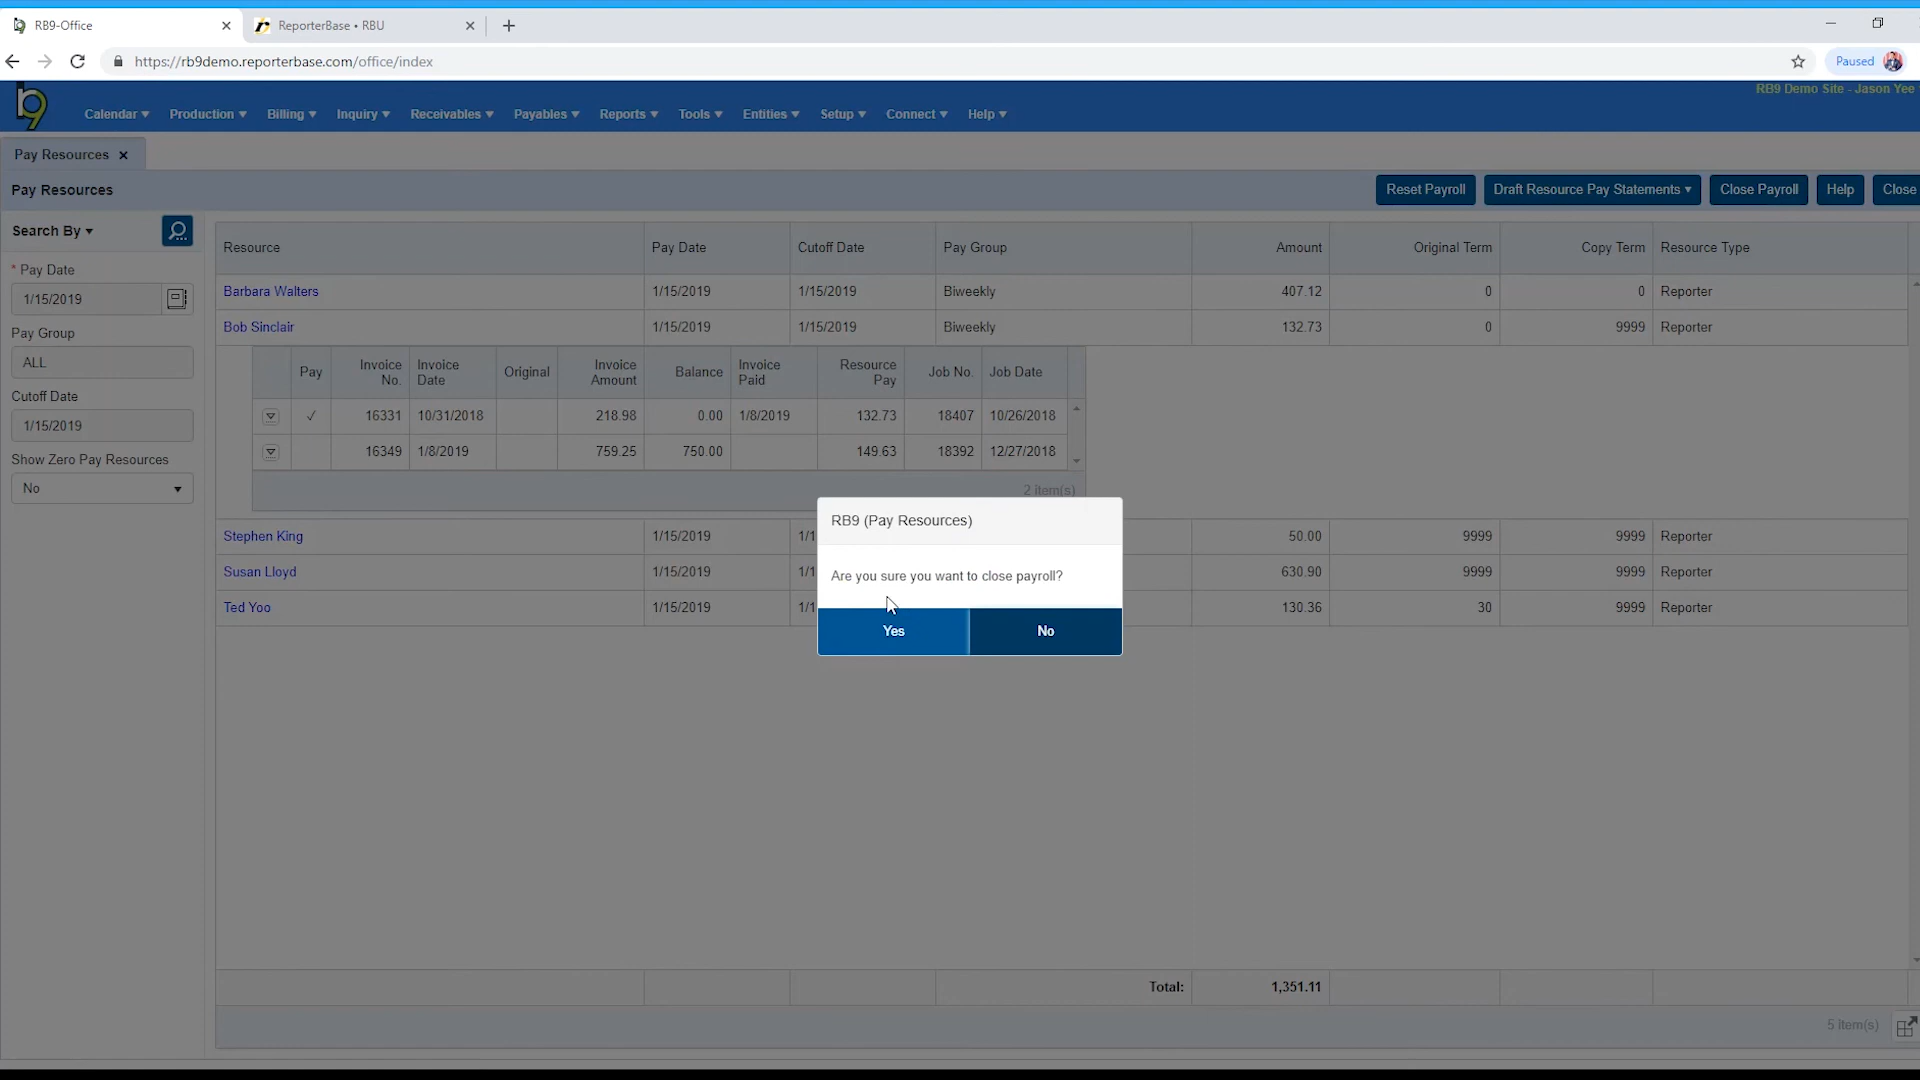 RB9-Office
ReporterBase • RBU
https://rb9demo.reporterbase.com/office/index
Paused
RB9 Demo Site - Jason Yee
b9
Calendar Production Billing Inquiry Receivables Payables Reports Tools Entities Setup Connect Help
Pay Resources
Pay Resources
Reset Payroll Draft Resource Pay Statements Close Payroll Help Close
Search By
* Pay Date
1/15/2019
Pay Group
ALL
Cutoff Date
1/15/2019
Show Zero Pay Resources
No
Resource Pay Date Cutoff Date Pay Group Amount Original Term Copy Term Resource Type
Barbara Walters 1/15/2019 1/15/2019 Biweekly 407.12 0 0 Reporter
Bob Sinclair 1/15/2019 1/15/2019 Biweekly 132.73 0 9999 Reporter
Pay Invoice No. Invoice Date Original Invoice Amount Balance Invoice Paid Resource Pay Job No. Job Date
✓ 16331 10/31/2018 218.98 0.00 1/8/2019 132.73 18407 10/26/2018
16349 1/8/2019 759.25 750.00 149.63 18392 12/27/2018
2 item(s)
Stephen King 1/15/2019 1/1 50.00 9999 9999 Reporter
Susan Lloyd 1/15/2019 1/1 630.90 9999 9999 Reporter
Ted Yoo 1/15/2019 1/1 130.36 30 9999 Reporter
RB9 (Pay Resources)
Are you sure you want to close payroll?
Yes No
Total: 1,351.11
5 item(s)